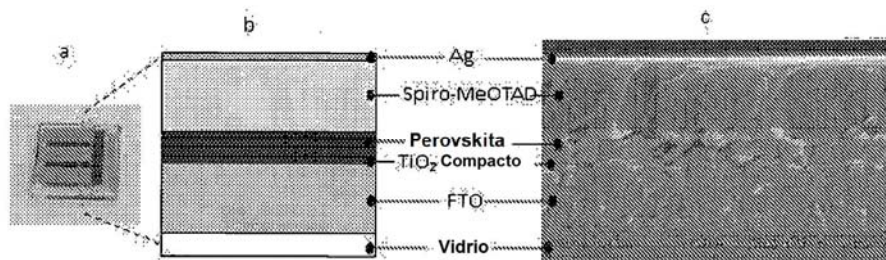 a b c
Ag
Spiro-MeOTAD
Perovskita
TiO2 Compacto
FTO
Vidrio